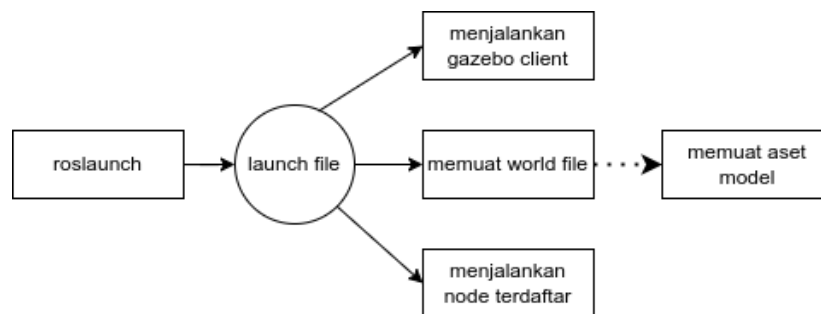 menjalankan
gazebo client
roslaunch
launch file
memuat world file
memuat aset
model
menjalankan
node terdaftar